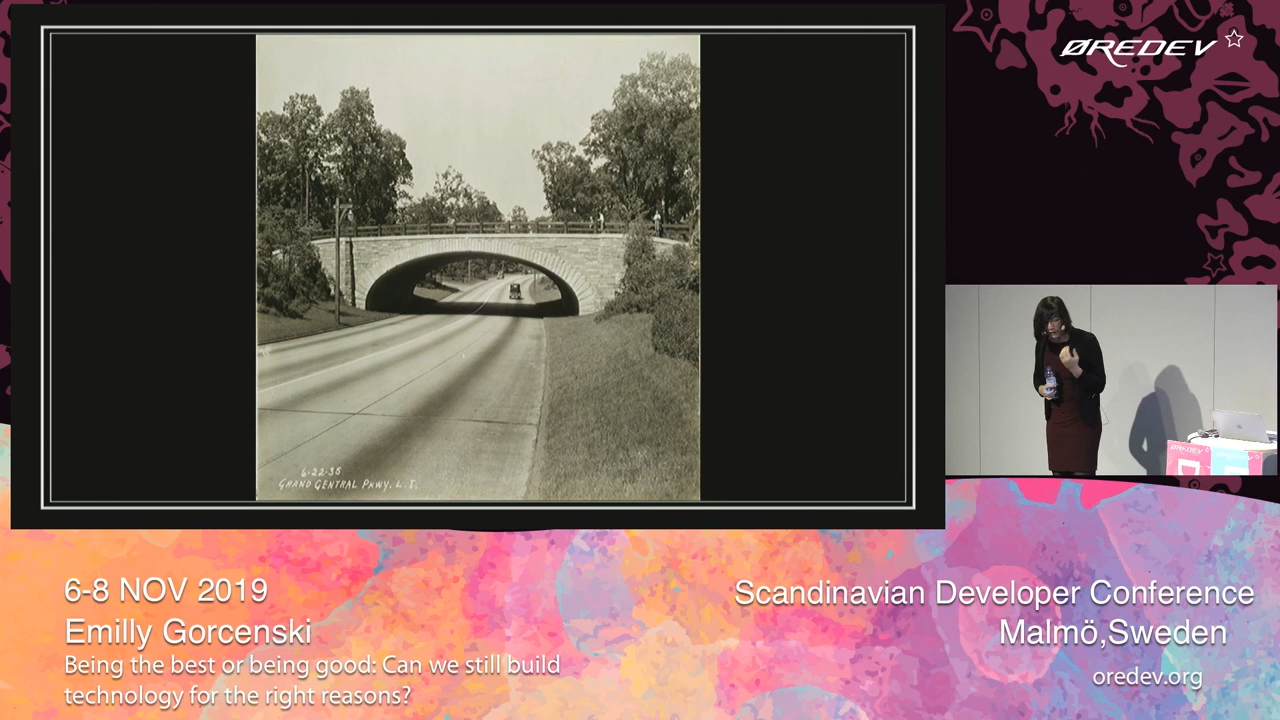 ØREDEV
6-22-35
GRAND CENTRAL PKWY. L. I.
6-8 NOV 2019
Emilly Gorcenski
Being the best or being good: Can we still build
technology for the right reasons?
Scandinavian Developer Conference
Malmö,Sweden
oredev.org